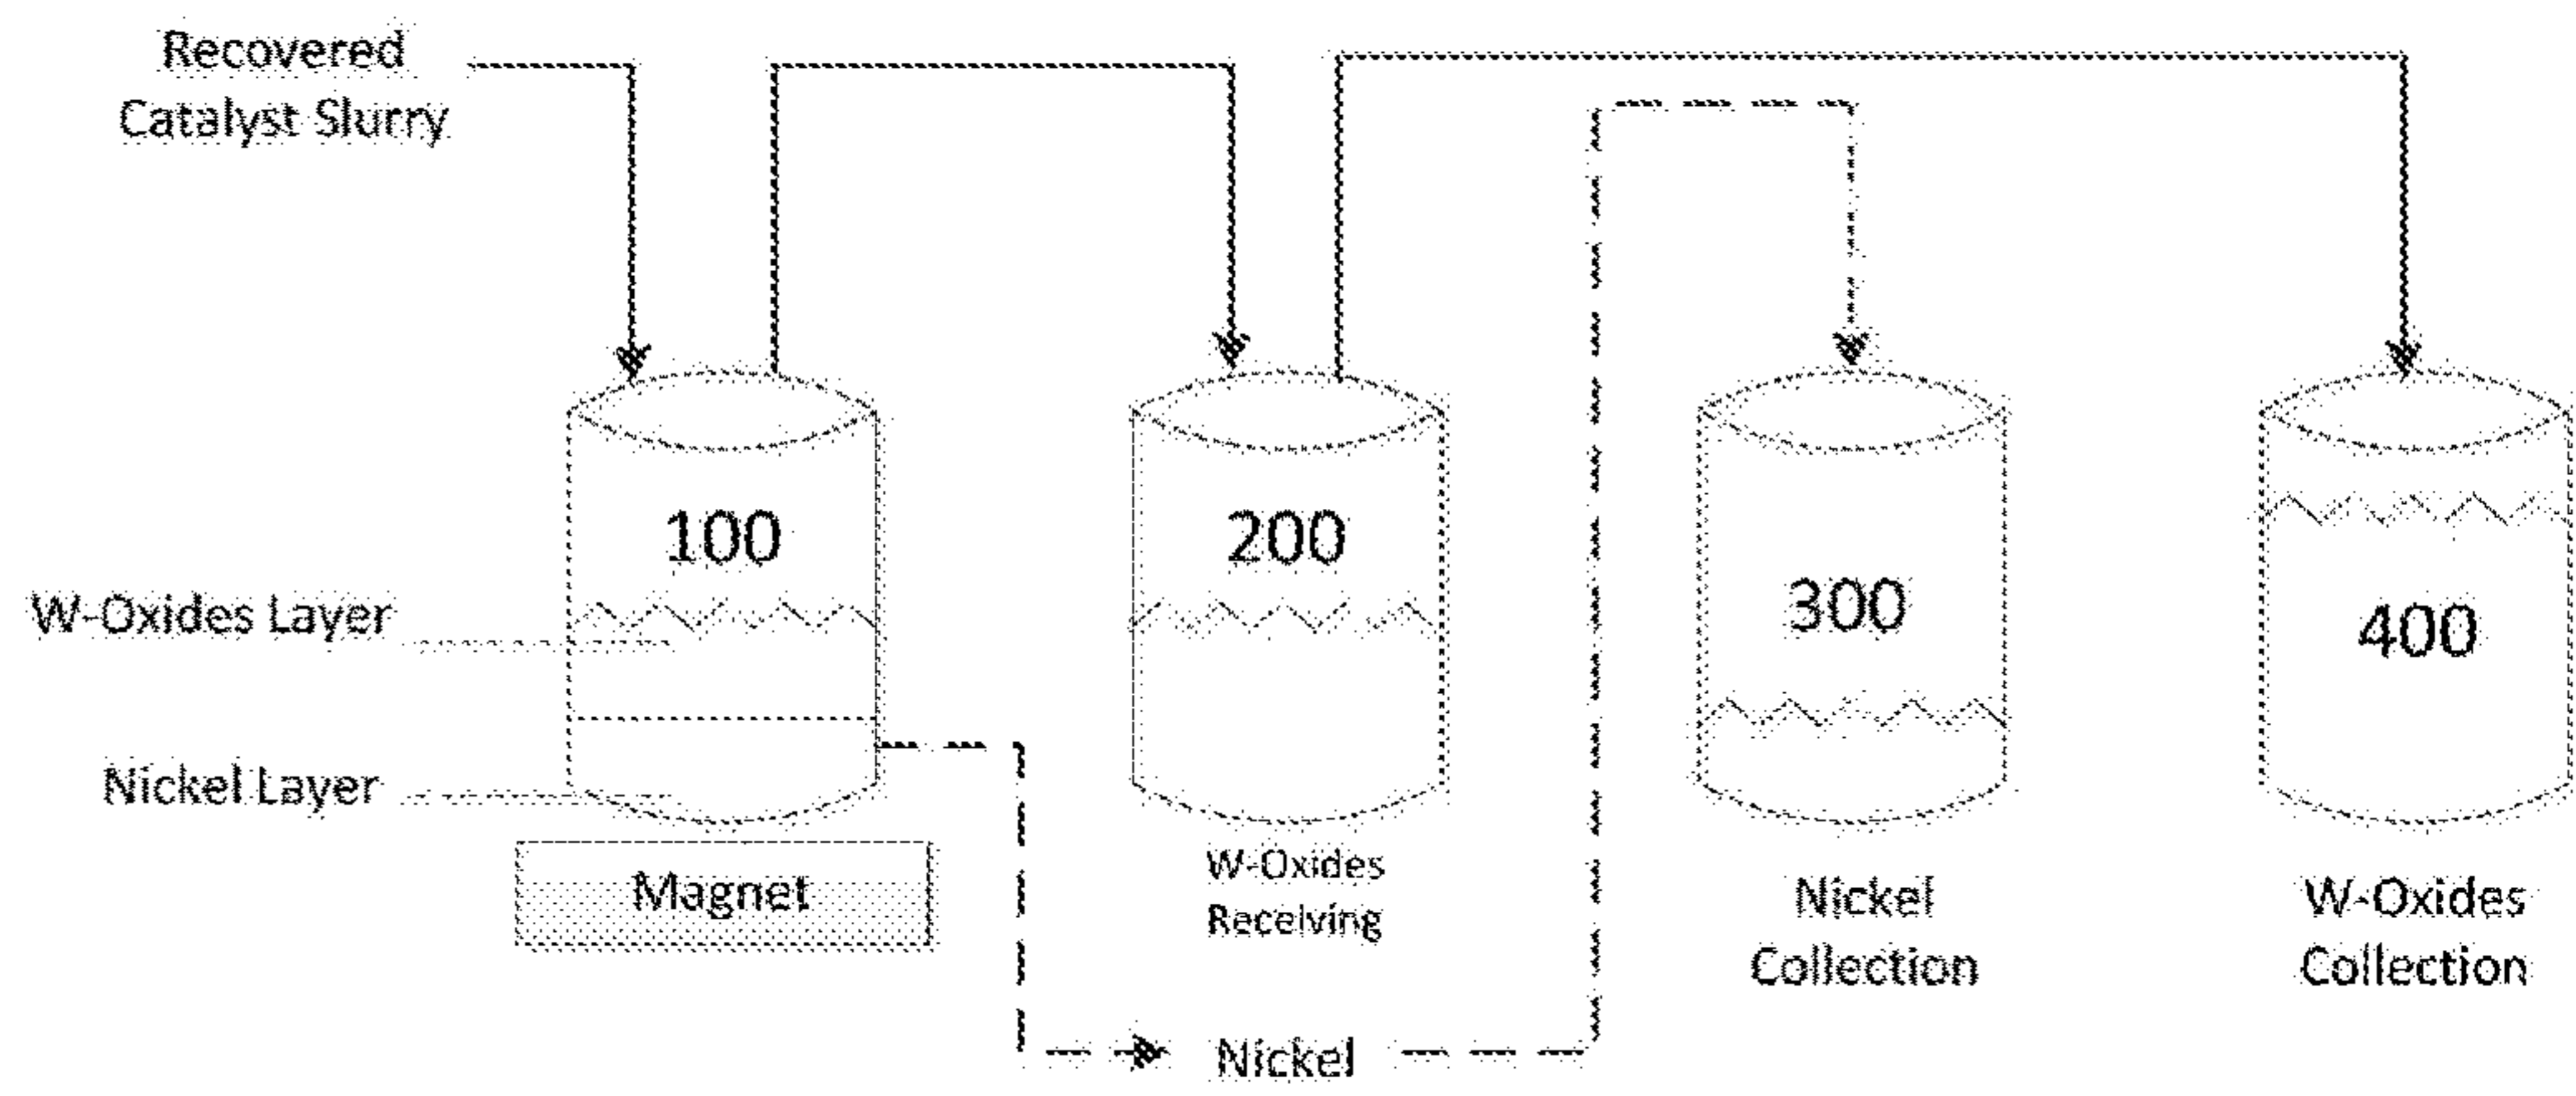 Recovered
Catalyst Slurry
100
200
300
400
W-Oxides Layer
Nickel Layer
Magnet
W-Oxides
Receiving
Nickel
Collection
W-Oxides
Collection
Nickel